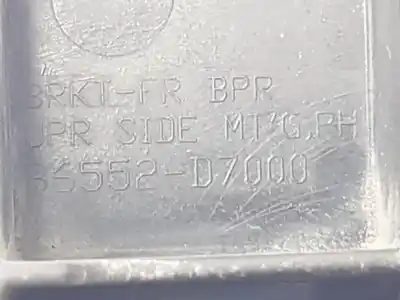 BRKT-FR BPR
UPR SIDE MT'G,RH
86552-D7000